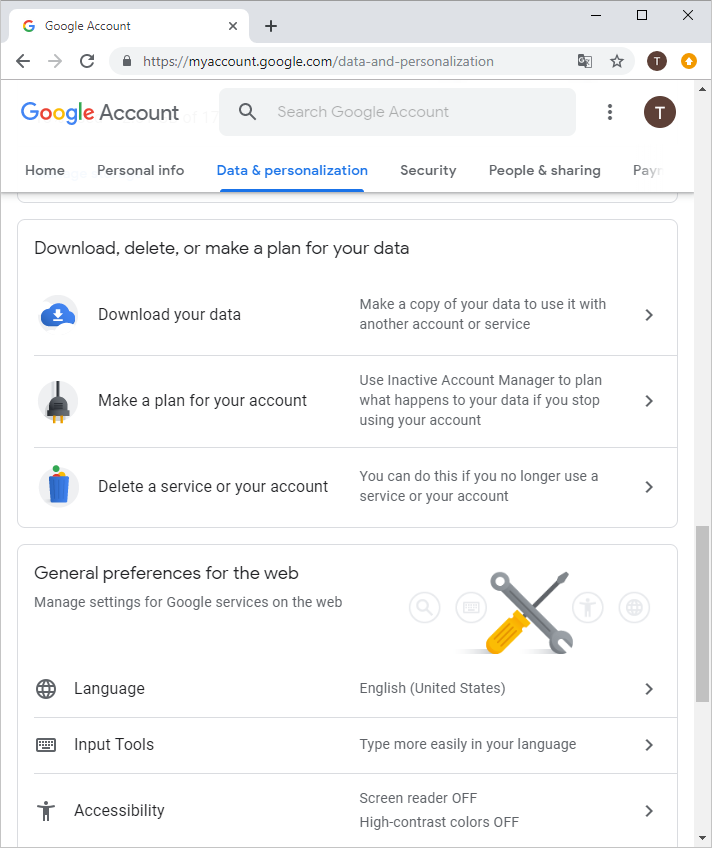 Google Account
https://myaccount.google.com/data-and-personalization
T
Google Account
Search Google Account
T
Home
Personal info
Data & personalization
Security
People & sharing
Download, delete, or make a plan for your data
Download your data
Make a copy of your data to use it with
another account or service
Make a plan for your account
Use Inactive Account Manager to plan
what happens to your data if you stop
using your account
Delete a service or your account
You can do this if you no longer use a
service or your account
General preferences for the web
Manage settings for Google services on the web
Language
English (United States)
Input Tools
Type more easily in your language
Accessibility
Screen reader OFF
High-contrast colors OFF